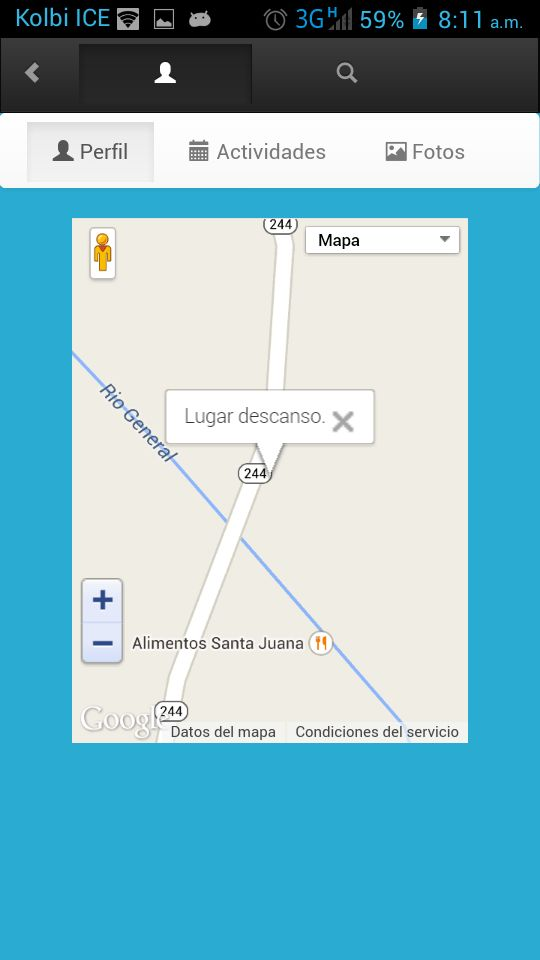 Kolbi ICE 3G H 59% 8:11 a.m.
Perfil Actividades Fotos
244
Mapa
Rio General
Lugar descanso.
244
+
−
Alimentos Santa Juana
244
Google
Datos del mapa Condiciones del servicio